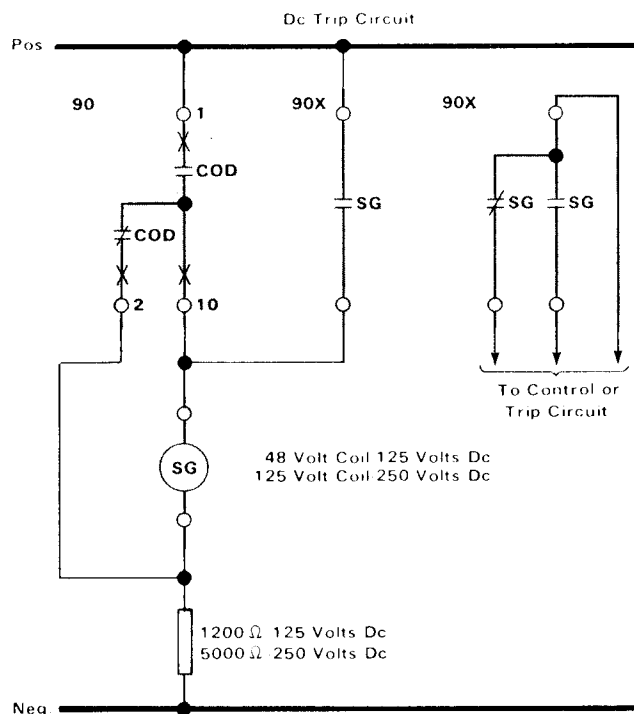 Dc Trip Circuit
Pos
90
1
90X
90X
COD
SG
SG
SG
COD
2
10
To Control or
Trip Circuit
SG
48 Volt Coil 125 Volts Dc
125 Volt Coil 250 Volts Dc
1200 Ω 125 Volts Dc
5000 Ω 250 Volts Dc
Neg.